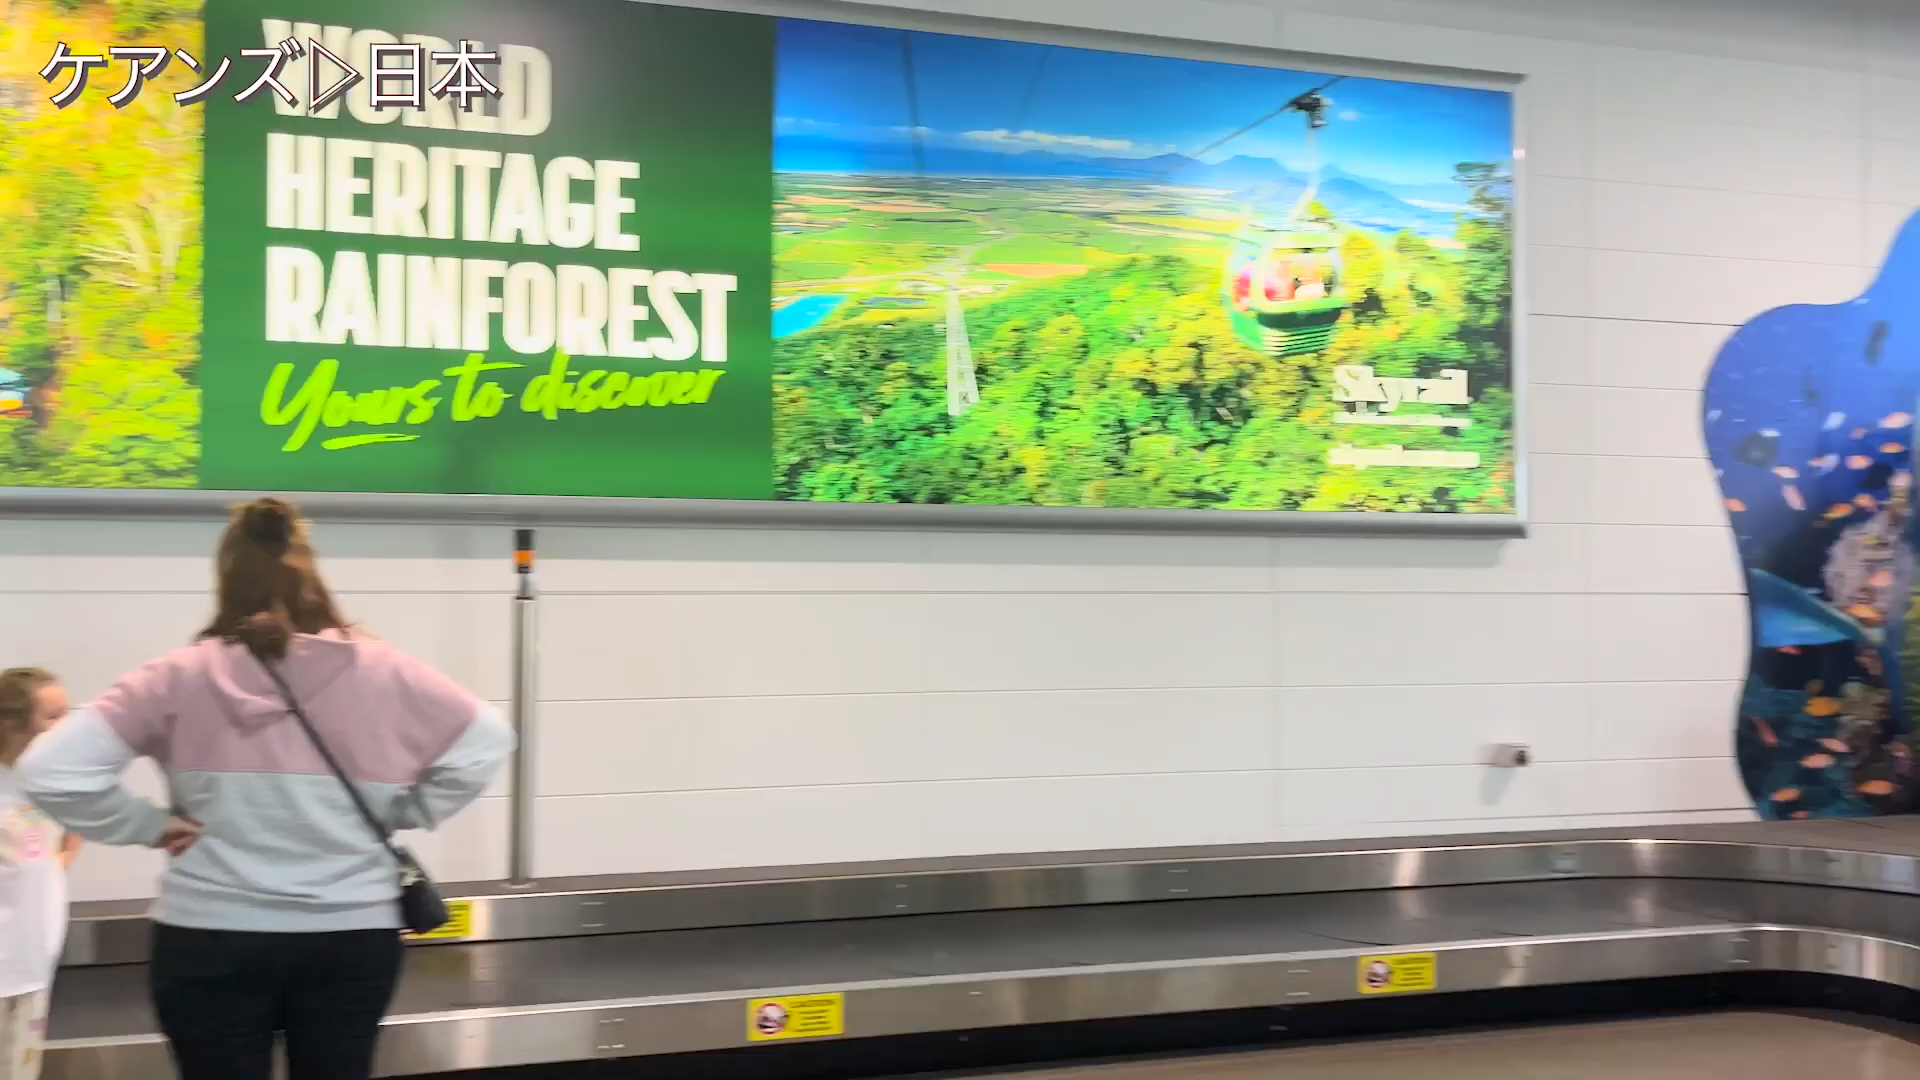 ケアンズ▷日本
WORLD
HERITAGE
RAINFOREST
Yours to discover
Skyrail